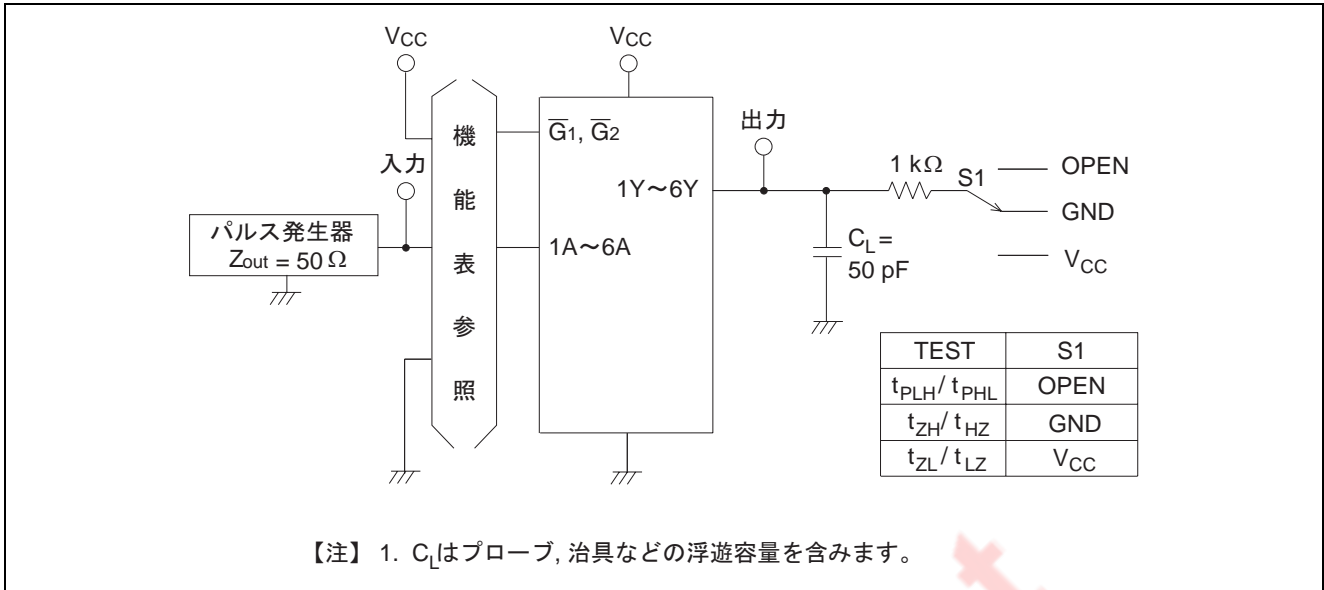 VCC
VCC
入力
機能表参照
G̅1, G̅2
出力
1 kΩ
S1
OPEN
GND
VCC
1Y～6Y
パルス発生器
Zout = 50 Ω
1A～6A
CL=
50 pF
TEST S1
tPLH/ tPHL OPEN
tZH/ tHZ GND
tZL/ tLZ VCC
【注】 1. CLはプローブ, 治具などの浮遊容量を含みます。